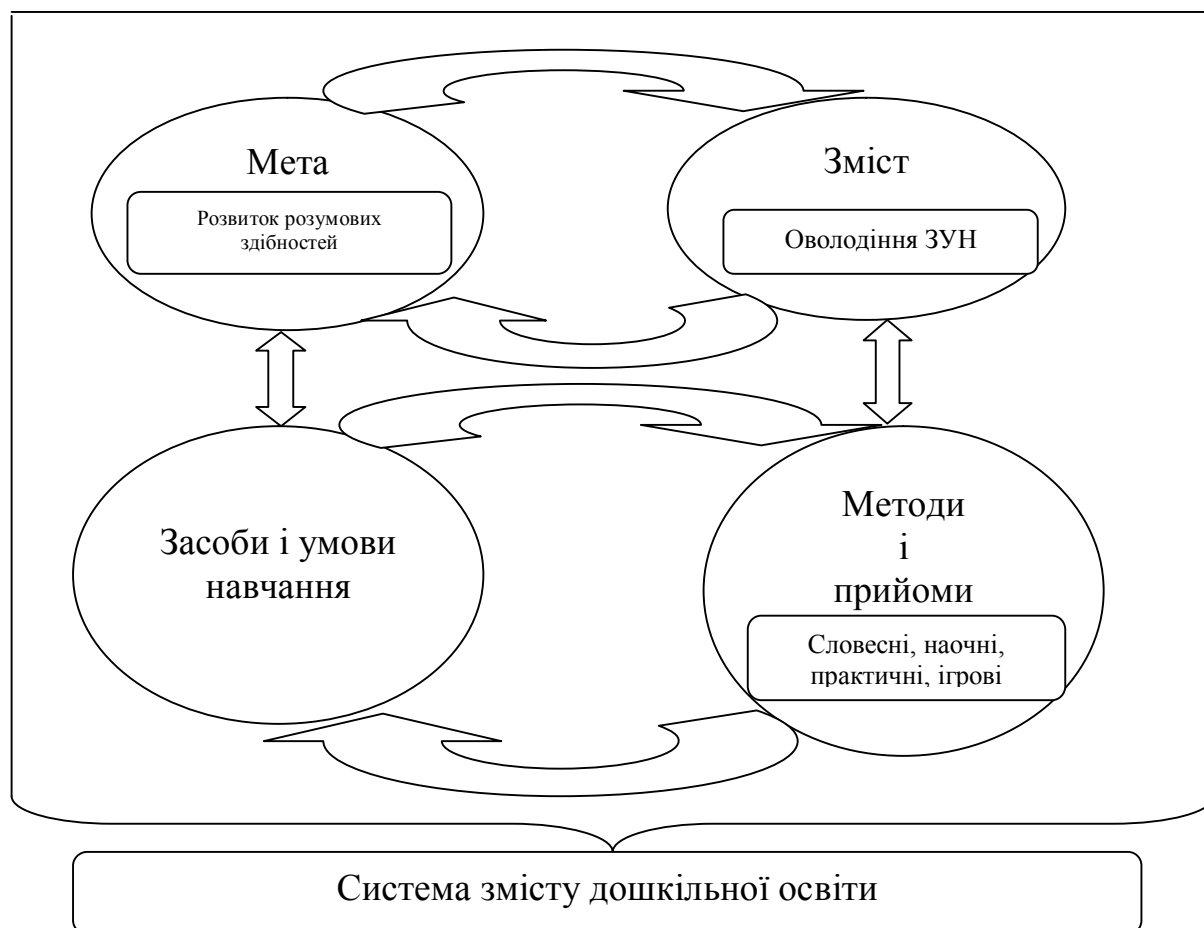 Мета
Розвиток розумових
здібностей
Зміст
Оволодіння ЗУН
Засоби і умови
навчання
Методи
і
прийоми
Словесні, наочні,
практичні, ігрові
Система змісту дошкільної освіти